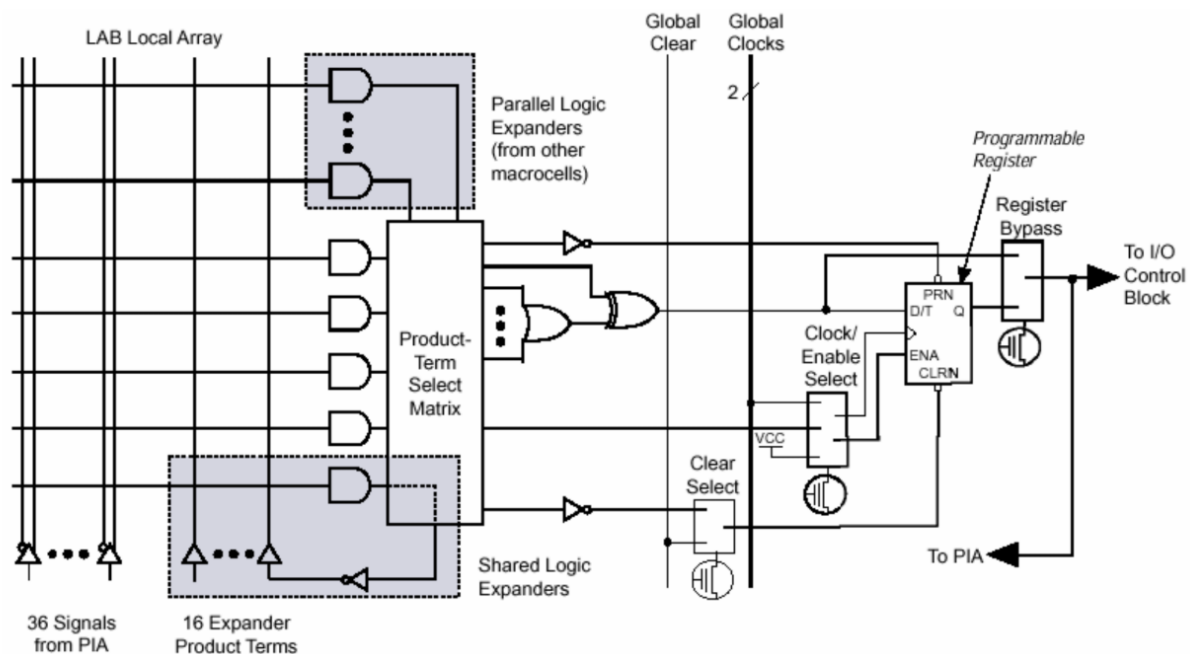 LAB Local Array
Global
Clear
Global
Clocks
2
Parallel Logic
Expanders
(from other
macrocells)
Programmable
Register
Register
Bypass
To I/O
Control
Block
PRN
D/T
Q
ENA
CLRN
Clock/
Enable
Select
Product-
Term
Select
Matrix
VCC
Clear
Select
To PIA
Shared Logic
Expanders
36 Signals
from PIA
16 Expander
Product Terms